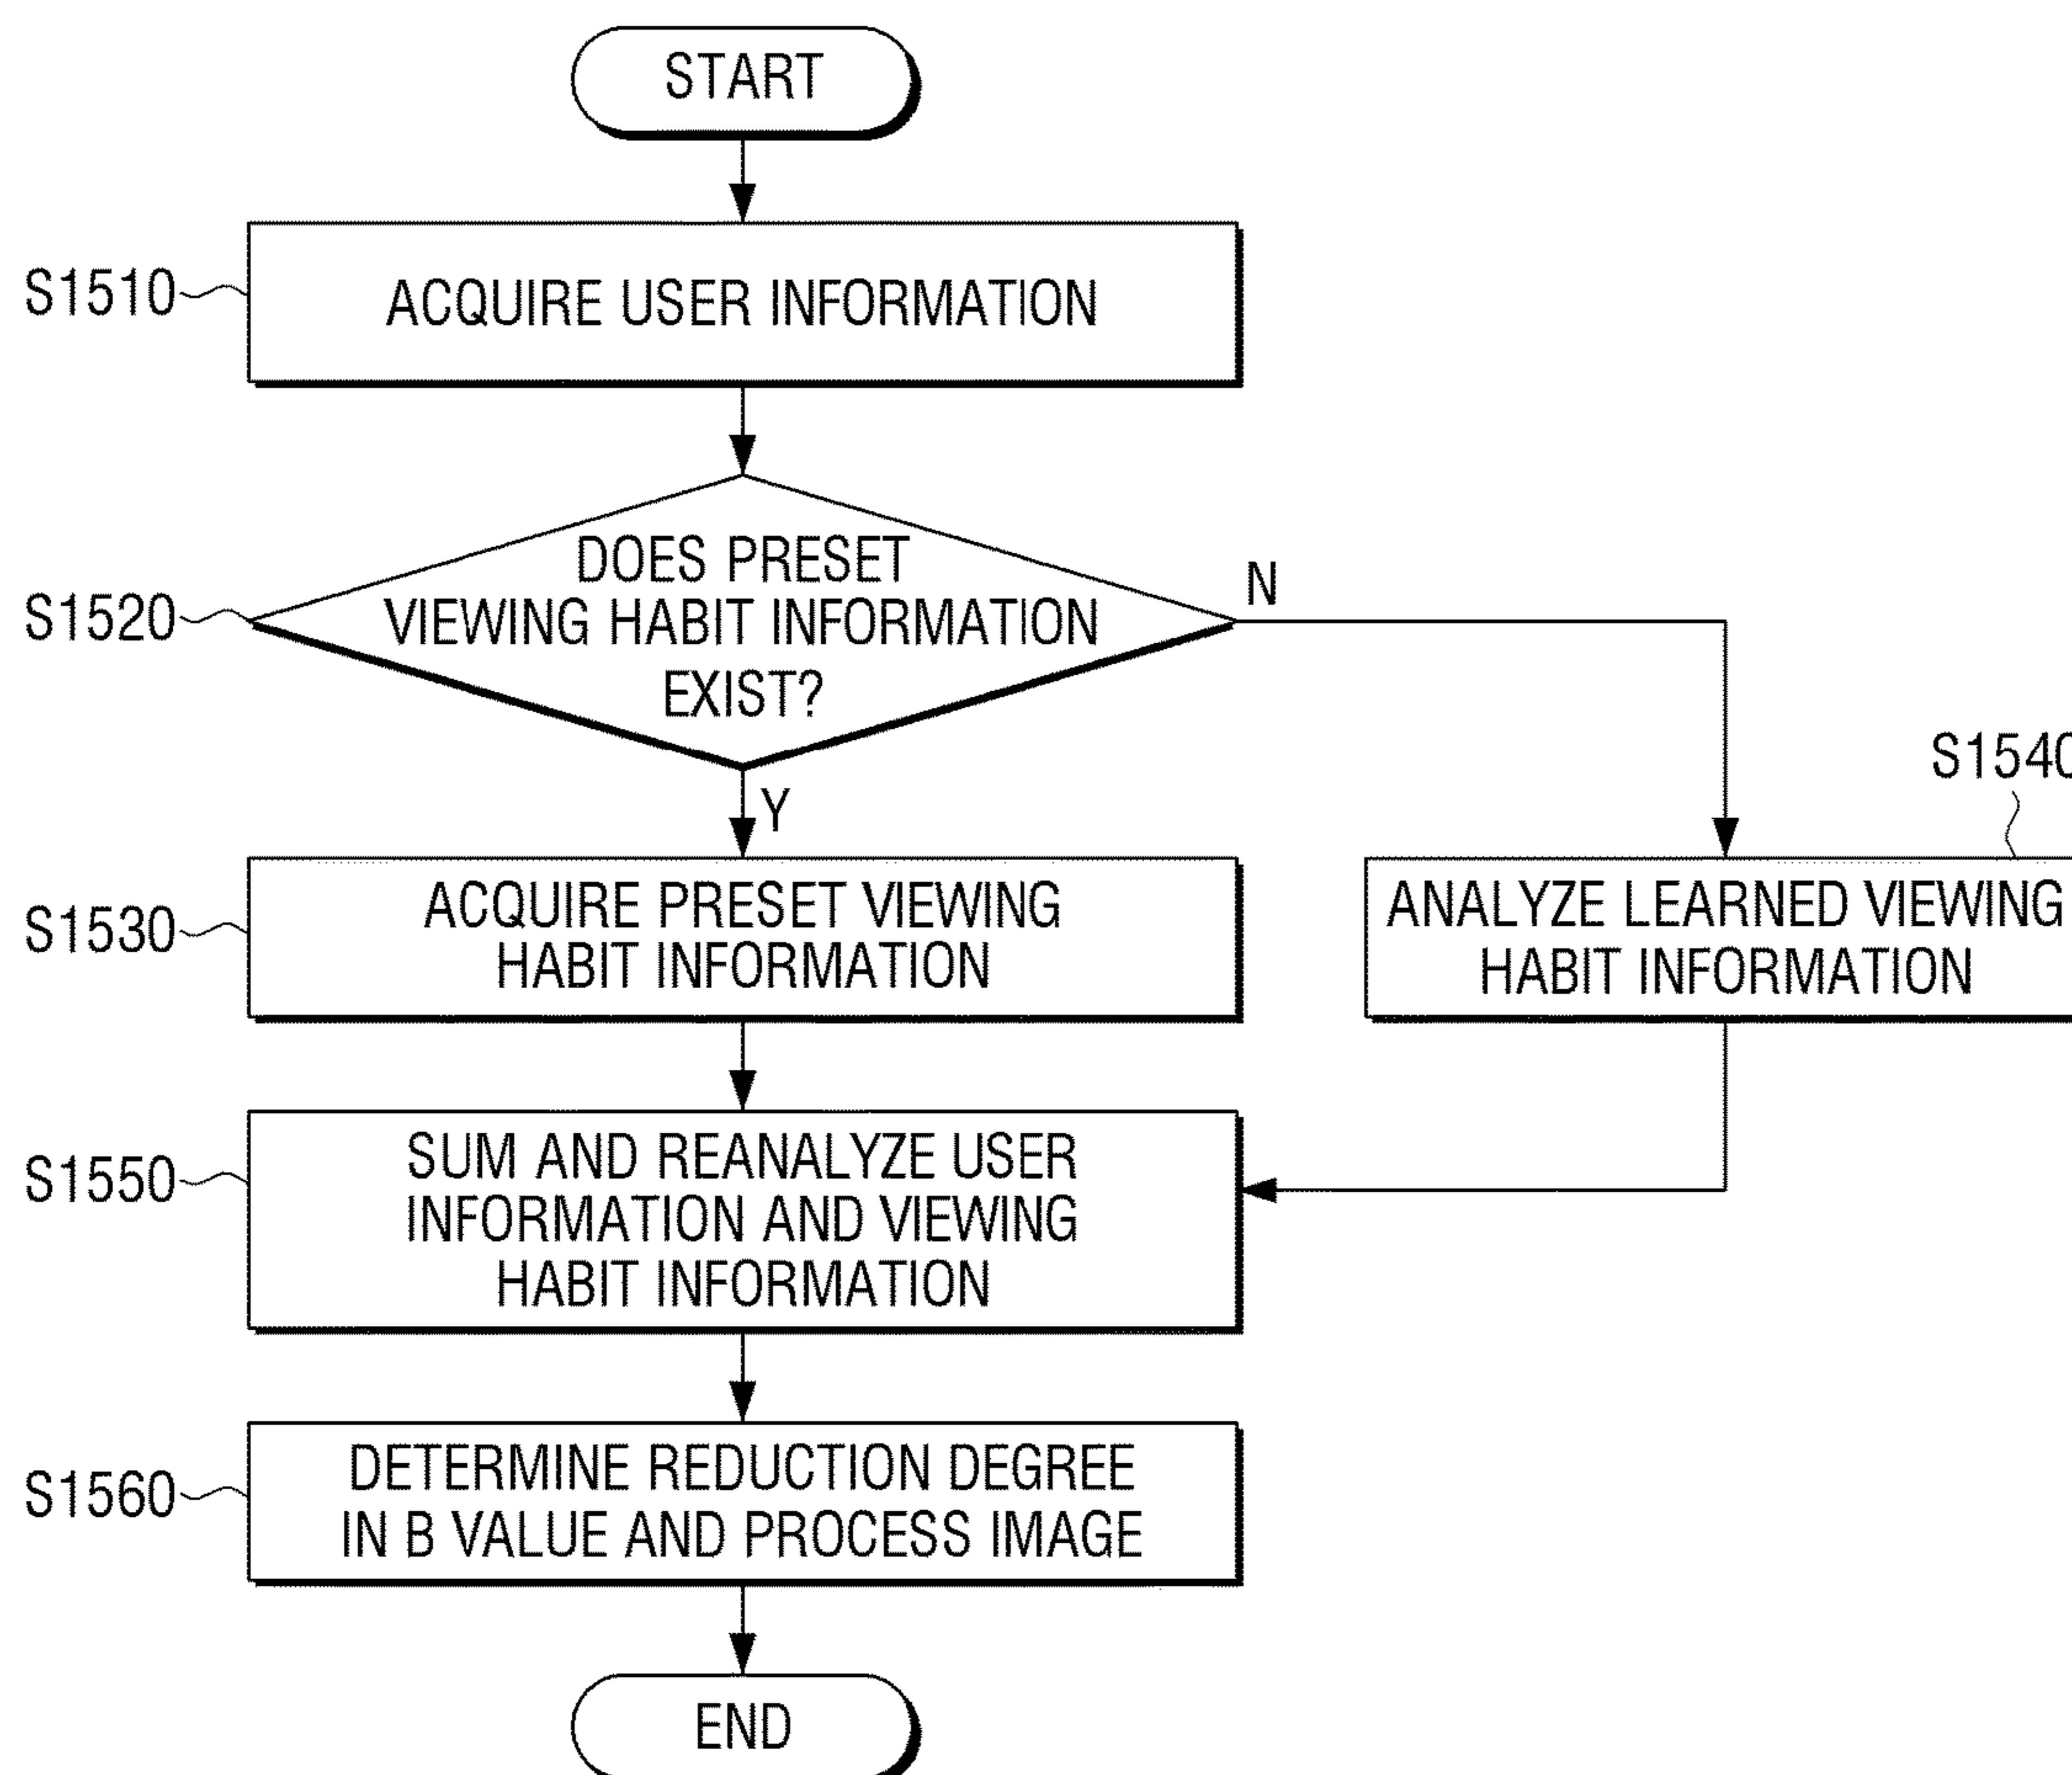 START
S1510
ACQUIRE USER INFORMATION
S1520
DOES PRESET
VIEWING HABIT INFORMATION
EXIST?
N
Y
S1540
S1530
ACQUIRE PRESET VIEWING
HABIT INFORMATION
ANALYZE LEARNED VIEWING
HABIT INFORMATION
S1550
SUM AND REANALYZE USER
INFORMATION AND VIEWING
HABIT INFORMATION
S1560
DETERMINE REDUCTION DEGREE
IN B VALUE AND PROCESS IMAGE
END